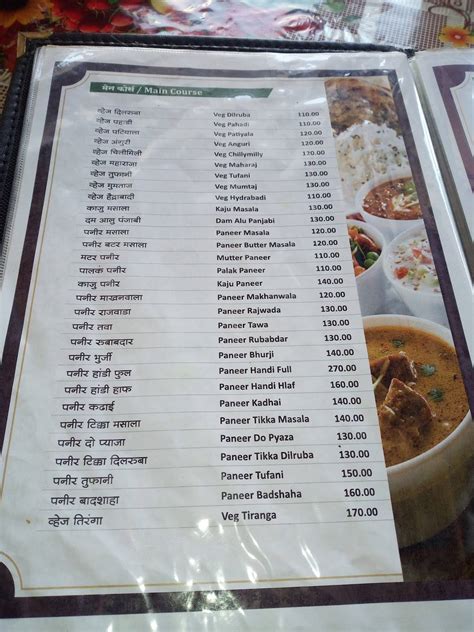 मेन कोर्स / Main Course
व्हेज दिलरुबा Veg Dilruba 110.00
व्हेज पहाडी Veg Pahadi 110.00
व्हेज पटियाला Veg Patiyala 120.00
व्हेज अंगुरी Veg Anguri 120.00
व्हेज चिलीमिली Veg Chillymilly 170.00
व्हेज महाराजा Veg Maharaj 130.00
व्हेज तुफानी Veg Tufani 130.00
व्हेज मुमताज Veg Mumtaj 130.00
व्हेज हैद्राबादी Veg Hydrabadi 110.00
काजु मसाला Kaju Masala 130.00
दम आलु पंजाबी Dam Alu Panjabi 110.00
पनीर मसाला Paneer Masala 120.00
पनीर बटर मसाला Paneer Butter Masala 120.00
मटर पनीर Mutter Paneer 110.00
पालक पनीर Palak Paneer 110.00
काजु पनीर Kaju Paneer 140.00
पनीर माखनवाला Paneer Makhanwala 120.00
पनीर राजवाडा Paneer Rajwada 130.00
पनीर तवा Paneer Tawa 130.00
पनीर रुबाबदार Paneer Rubabdar 130.00
पनीर भुर्जी Paneer Bhurji 140.00
पनीर हांडी फुल Paneer Handi Full 270.00
पनीर हांडी हाफ Paneer Handi Hlaf 160.00
पनीर कढाई Paneer Kadhai 140.00
पनीर टिक्का मसाला Paneer Tikka Masala 140.00
पनीर दो प्याजा Paneer Do Pyaza 130.00
पनीर टिक्का दिलरुबा Paneer Tikka Dilruba 130.00
पनीर तुफानी Paneer Tufani 150.00
पनीर बादशाहा Paneer Badshaha 160.00
व्हेज तिरंगा Veg Tiranga 170.00